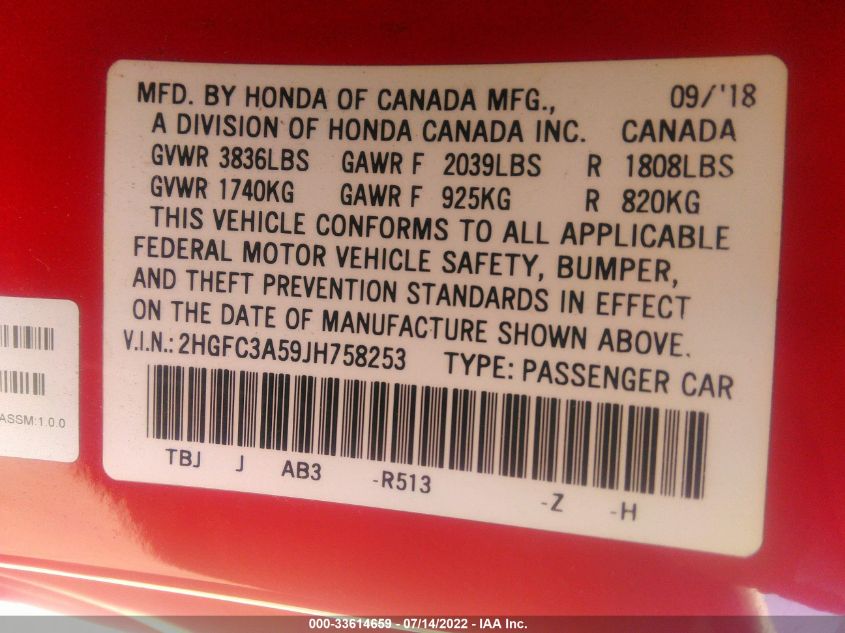 MFD. BY HONDA OF CANADA MFG., 09/'18
A DIVISION OF HONDA CANADA INC. CANADA
GVWR 3836LBS GAWR F 2039LBS R 1808LBS
GVWR 1740KG GAWR F 925KG R 820KG
THIS VEHICLE CONFORMS TO ALL APPLICABLE
FEDERAL MOTOR VEHICLE SAFETY, BUMPER,
AND THEFT PREVENTION STANDARDS IN EFFECT
ON THE DATE OF MANUFACTURE SHOWN ABOVE.
V.I.N.: 2HGFC3A59JH758253 TYPE: PASSENGER CAR
TBJ J AB3 -R513 -Z -H
ASSM:1.0.0
000-33614659 - 07/14/2022 - IAA Inc.